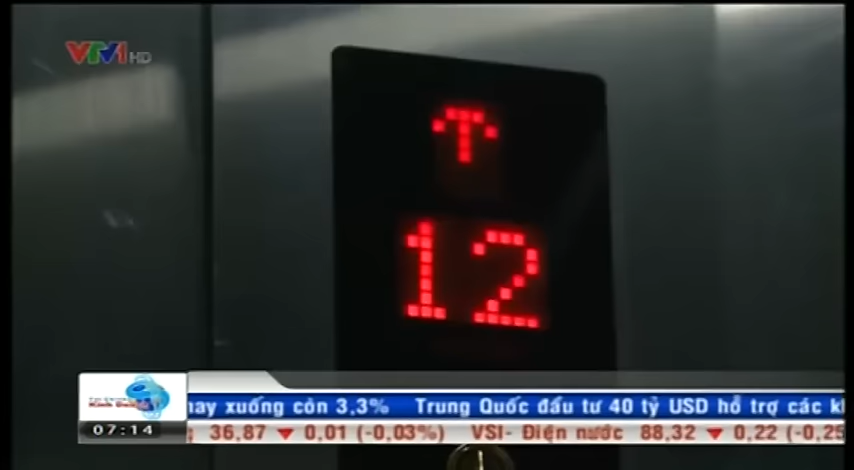 VTV1 HD
↑
12
nay xuống còn 3,3% Trung Quốc đầu tư 40 tỷ USD hỗ trợ các
07:14
36,87 ▼ 0,01 (-0,03%) VSI- Điện nước 88,32 ▼ 0,22 (-0,25